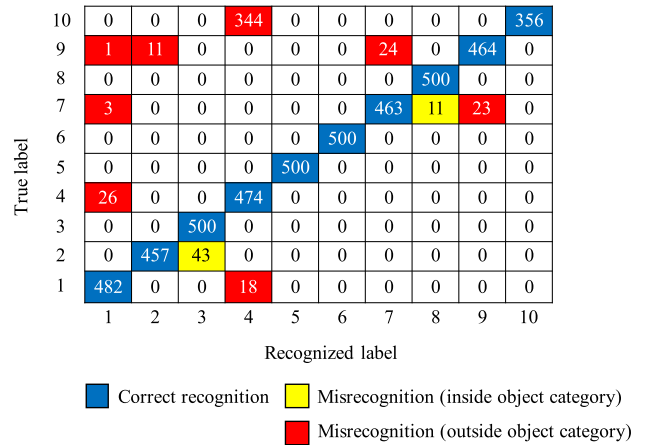 True label
10 0 0 0 344 0 0 0 0 0 356
9 1 11 0 0 0 0 24 0 464 0
8 0 0 0 0 0 0 0 500 0 0
7 3 0 0 0 0 0 463 11 23 0
6 0 0 0 0 0 500 0 0 0 0
5 0 0 0 0 500 0 0 0 0 0
4 26 0 0 474 0 0 0 0 0 0
3 0 0 500 0 0 0 0 0 0 0
2 0 457 43 0 0 0 0 0 0 0
1 482 0 0 18 0 0 0 0 0 0
1 2 3 4 5 6 7 8 9 10
Recognized label
Correct recognition Misrecognition (inside object category)
Misrecognition (outside object category)